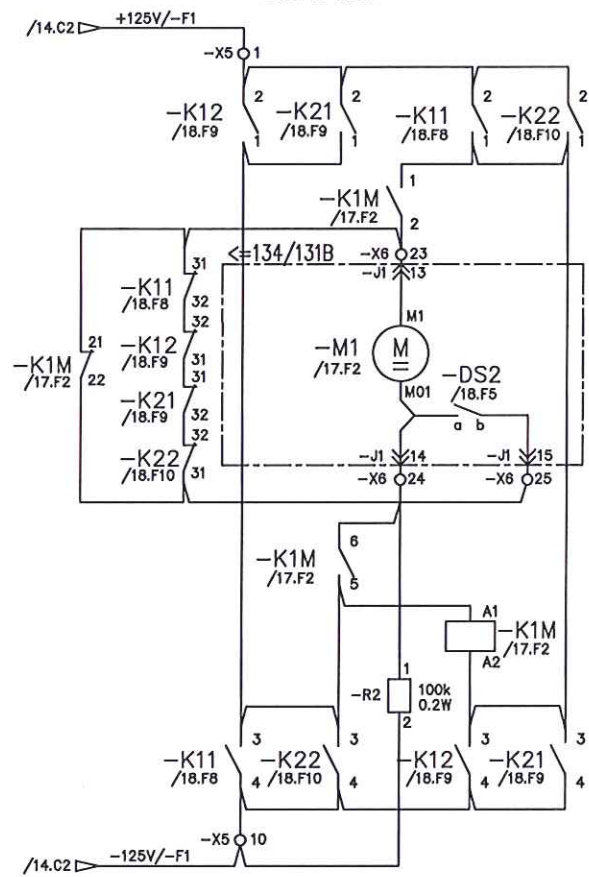 +125V/-F1
/14.C2
-X5 1
2 2 2 2
-K12 -K21 -K11 -K22
/18.F9 /18.F9 /18.F8 /18.F10
1 1 1 1
1
-K1M
/17.F2 2
<=134/131B -X6 23
-J1 13
31
-K11
/18.F8 32
M1
32
-K12
/18.F9 31
21
-K1M
/17.F2 22
-M1 M
/17.F2
31
-K21
/18.F9 32
M01
-DS2
/18.F5
a b
32
-K22
/18.F10 31
-J1 14 -J1 15
-X6 24 -X6 25
6
-K1M
/17.F2 5
A1
-K1M
/17.F2
A2
1
-R2 100k
0.2W
2
3 3 3 3
-K11 -K22 -K12 -K21
/18.F8 /18.F10 /18.F9 /18.F9
4 4 4 4
-X5 10
-125V/-F1
/14.C2